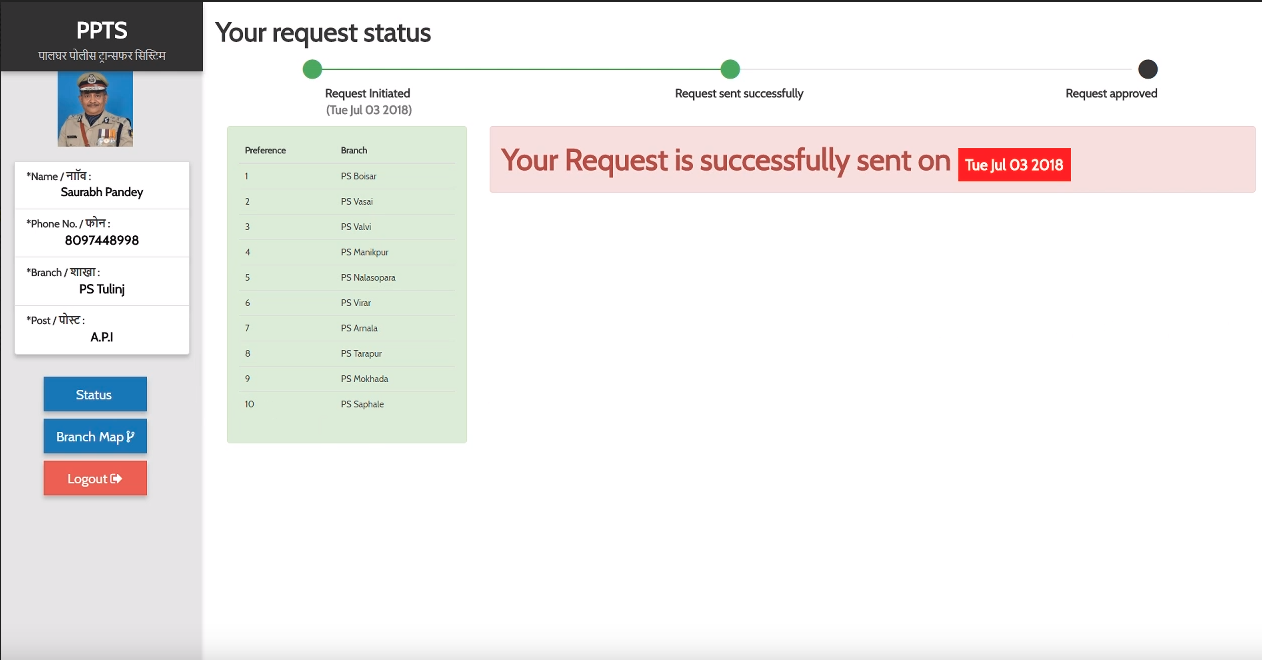 PPTS
पालघर पोलीस ट्रान्सफर सिस्टिम
*Name / नाॉव :
Saurabh Pandey
*Phone No. / फोन :
8097448998
*Branch / शाखा :
PS Tulinj
*Post / पोस्ट :
A.P.I
Status
Branch Map
Logout
Your request status
Request Initiated
(Tue Jul 03 2018)
Request sent successfully
Request approved
Preference Branch
1 PS Boisar
2 PS Vasai
3 PS Valvi
4 PS Manikpur
5 PS Nalasopara
6 PS Virar
7 PS Arnala
8 PS Tarapur
9 PS Mokhada
10 PS Saphale
Your Request is successfully sent on Tue Jul 03 2018